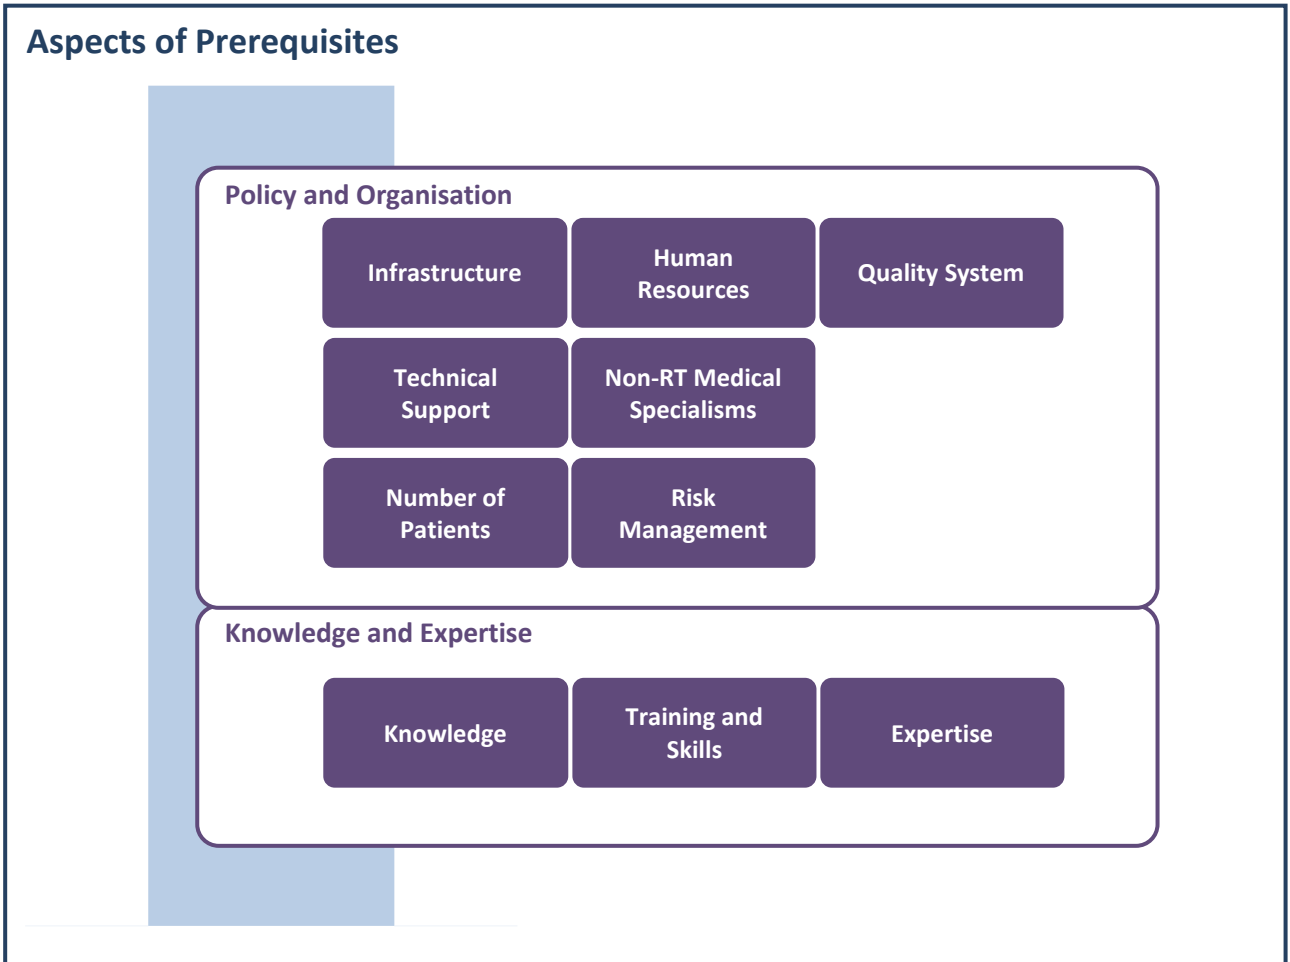 Aspects of Prerequisites
Policy and Organisation
Infrastructure
Human
Resources
Quality System
Technical
Support
Non-RT Medical
Specialisms
Number of
Patients
Risk
Management
Knowledge and Expertise
Knowledge
Training and
Skills
Expertise